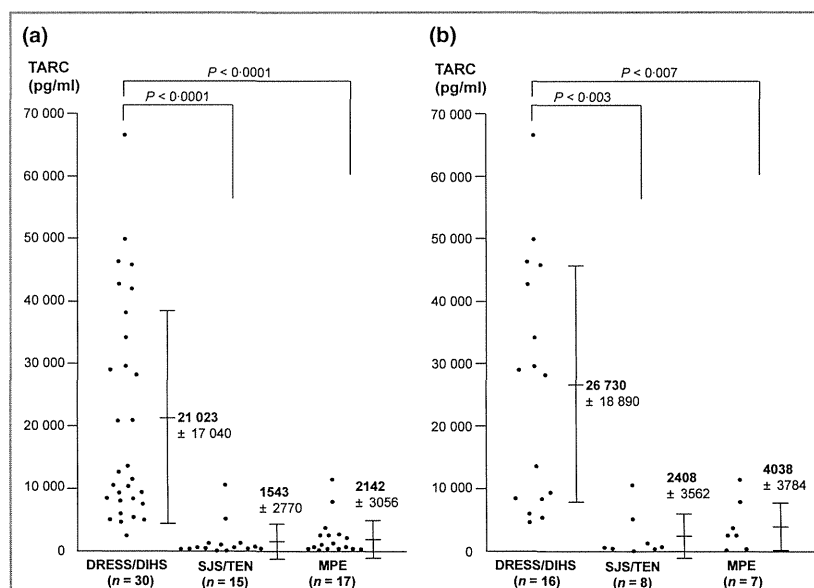 (a)
TARC
(pg/ml)
P < 0·0001
P < 0·0001
70 000
60 000
50 000
40 000
30 000
20 000
10 000
0
21 023
± 17 040
1543
± 2770
2142
± 3056
DRESS/DIHS
(n = 30)
SJS/TEN
(n = 15)
MPE
(n = 17)
(b)
TARC
(pg/ml)
P < 0·007
P < 0·003
70 000
60 000
50 000
40 000
30 000
20 000
10 000
0
26 730
± 18 890
2408
± 3562
4038
± 3784
DRESS/DIHS
(n = 16)
SJS/TEN
(n = 8)
MPE
(n = 7)